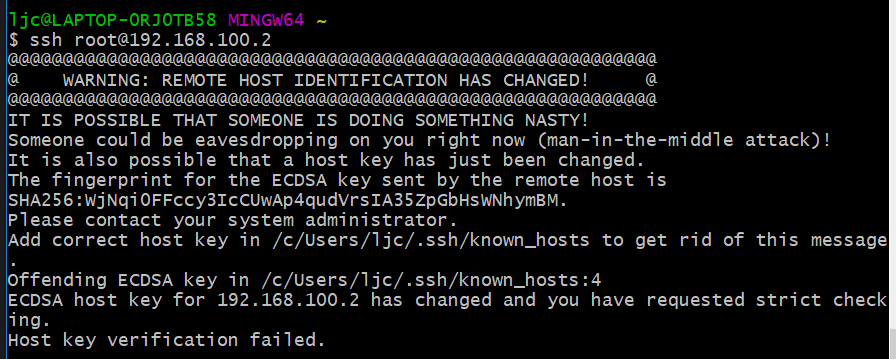 ljc@LAPTOP-ORJOTB58 MINGW64 ~
$ ssh root@192.168.100.2
@@@@@@@@@@@@@@@@@@@@@@@@@@@@@@@@@@@@@@@@@@@@@@@@@@@@@@@@@@@
@    WARNING: REMOTE HOST IDENTIFICATION HAS CHANGED!     @
@@@@@@@@@@@@@@@@@@@@@@@@@@@@@@@@@@@@@@@@@@@@@@@@@@@@@@@@@@@
IT IS POSSIBLE THAT SOMEONE IS DOING SOMETHING NASTY!
Someone could be eavesdropping on you right now (man-in-the-middle attack)!
It is also possible that a host key has just been changed.
The fingerprint for the ECDSA key sent by the remote host is
SHA256:WjNqiOFFccy3IcCUwAp4qudVrsIA35ZpGbHsWNhymBM.
Please contact your system administrator.
Add correct host key in /c/Users/ljc/.ssh/known_hosts to get rid of this message
.
Offending ECDSA key in /c/Users/ljc/.ssh/known_hosts:4
ECDSA host key for 192.168.100.2 has changed and you have requested strict check
ing.
Host key verification failed.